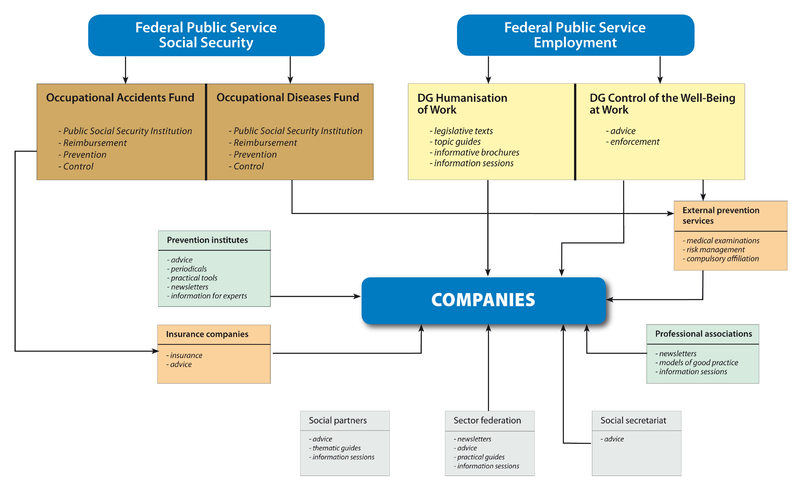 Federal Public Service
Social Security
Federal Public Service
Employment
Occupational Accidents Fund
- Public Social Security Institution
- Reimbursement
- Prevention
- Control
Occupational Diseases Fund
- Public Social Security Institution
- Reimbursement
- Prevention
- Control
DG Humanisation
of Work
- legislative texts
- topic guides
- informative brochures
- information sessions
DG Control of the Well-Being
at Work
- advice
- enforcement
External prevention
services
- medical examinations
- risk management
- compulsory affiliation
Prevention institutes
- advice
- periodicals
- practical tools
- newsletters
- information for experts
COMPANIES
Insurance companies
- insurance
- advice
Professional associations
- newsletters
- models of good practice
- information sessions
Social partners
- advice
- thematic guides
- information sessions
Sector federation
- newsletters
- advice
- practical guides
- information sessions
Social secretariat
- advice